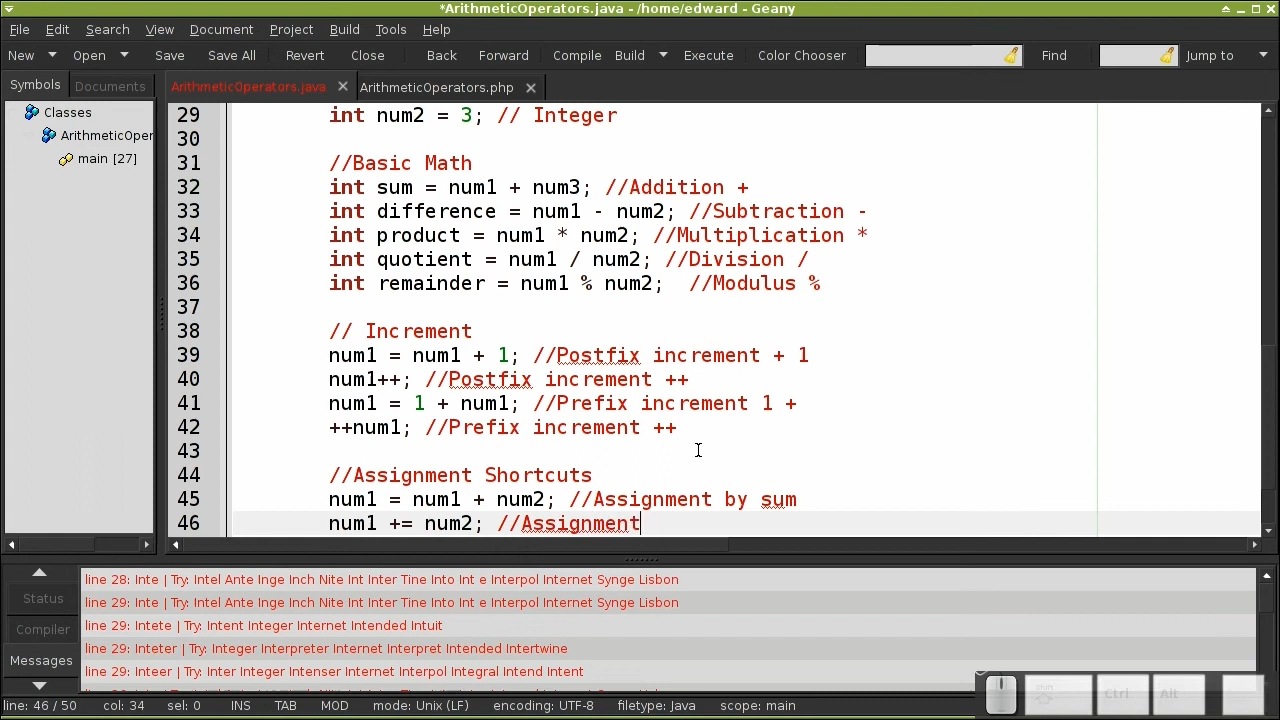 *ArithmeticOperators.java - /home/edward - Geany
File Edit Search View Document Project Build Tools Help
New Open Save Save All Revert Close Back Forward Compile Build Execute Color Chooser Find Jump to
Symbols Documents ArithmeticOperators.java ArithmeticOperators.php
Classes
ArithmeticOper
main [27]
29 int num2 = 3; // Integer
30
31 //Basic Math
32 int sum = num1 + num3; //Addition +
33 int difference = num1 - num2; //Subtraction -
34 int product = num1 * num2; //Multiplication *
35 int quotient = num1 / num2; //Division /
36 int remainder = num1 % num2;  //Modulus %
37
38 // Increment
39 num1 = num1 + 1; //Postfix increment + 1
40 num1++; //Postfix increment ++
41 num1 = 1 + num1; //Prefix increment 1 +
42 ++num1; //Prefix increment ++
43
44 //Assignment Shortcuts
45 num1 = num1 + num2; //Assignment by sum
46 num1 += num2; //Assignment
Status
Compiler
Messages
line 28: Inte | Try: Intel Ante Inge Inch Nite Int Inter Tine Into Int e Interpol Internet Synge Lisbon
line 29: Inte | Try: Intel Ante Inge Inch Nite Int Inter Tine Into Int e Interpol Internet Synge Lisbon
line 29: Intete | Try: Intent Integer Internet Intended Intuit
line 29: Inteter | Try: Integer Interpreter Internet Interpret Intended Intertwine
line 29: Inteer | Try: Inter Integer Intenser Internet Interpol Integral Intend Intent
line: 46 / 50 col: 34 sel: 0 INS TAB MOD mode: Unix (LF) encoding: UTF-8 filetype: Java scope: main
Shift Ctrl Alt